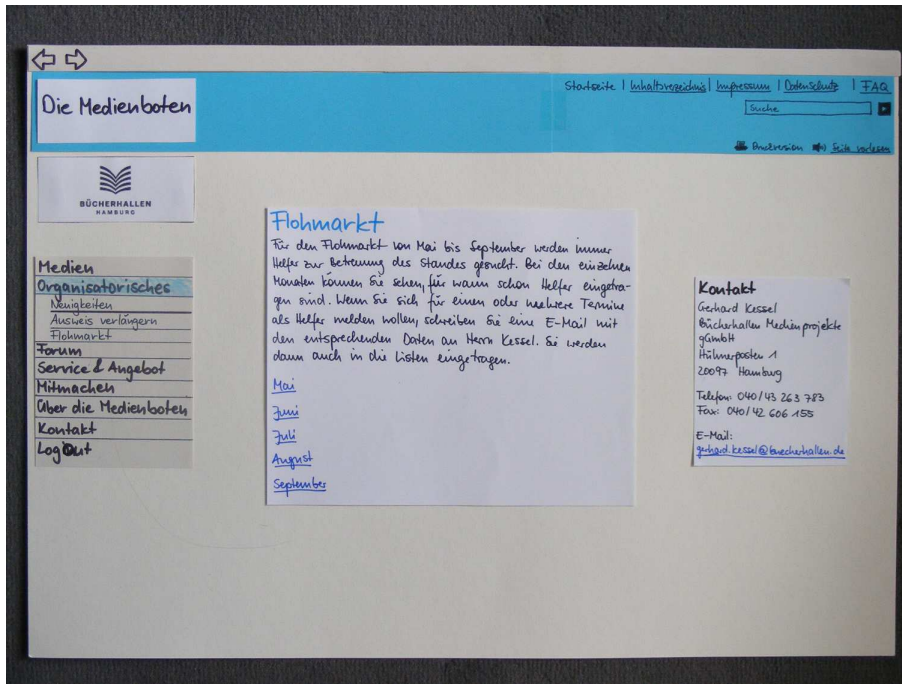 Die Medienboten
Startseite | Inhaltsverzeichnis | Impressum | Datenschutz | FAQ
Suche
Druckversion Seite vorlesen
BÜCHERHALLEN
HAMBURG
Medien
Organisatorisches
Neuigkeiten
Ausweis verlängern
Flohmarkt
Forum
Service & Angebot
Mitmachen
Über die Medienboten
Kontakt
Logout
Flohmarkt
Für den Flohmarkt von Mai bis September werden immer
Helfer zur Betreuung des Standes gesucht. Bei den einzelnen
Monaten können Sie sehen, für wann schon Helfer eingetra-
gen sind. Wenn Sie sich für einen oder mehrere Termine
als Helfer melden wollen, schreiben Sie eine E-Mail mit
den entsprechenden Daten an Herrn Kessel. Sie werden
dann auch in die Listen eingetragen.
Mai
Juni
Juli
August
September
Kontakt
Gerhard Kessel
Bücherhallen Medienprojekte
gGmbH
Hühnerposten 1
20097 Hamburg
Telefon: 040/43 263 783
Fax: 040/42 606 155
E-Mail:
gerhard.kessel@buecherhallen.de